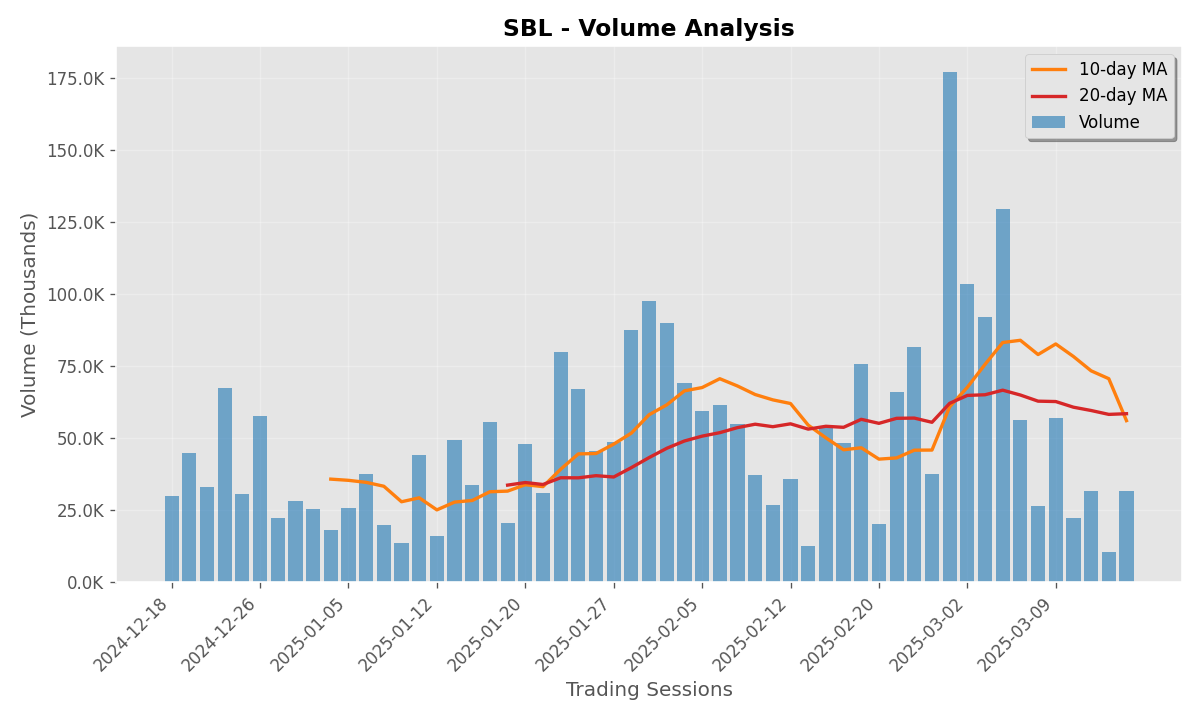 SBL - Volume Analysis
10-day MA
20-day MA
Volume
Volume (Thousands)
175.0K
150.0K
125.0K
100.0K
75.0K
50.0K
25.0K
0.0K
2024-12-18
2024-12-26
2025-01-05
2025-01-12
2025-01-20
2025-01-27
2025-02-05
2025-02-12
2025-02-20
2025-03-02
2025-03-09
Trading Sessions